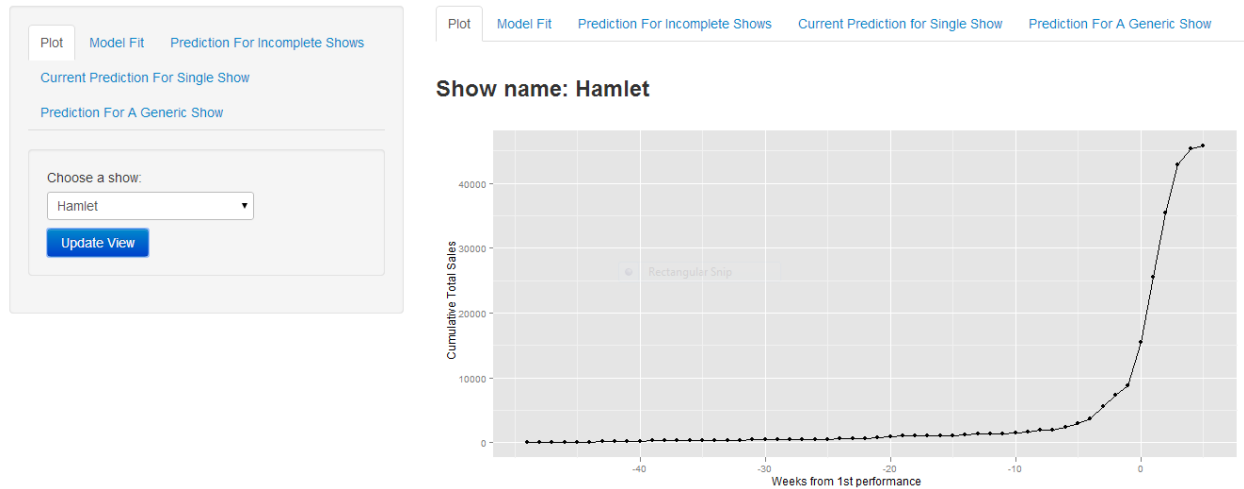 Plot Model Fit Prediction For Incomplete Shows
Current Prediction For Single Show
Prediction For A Generic Show
Choose a show:
Hamlet
Update View
Plot Model Fit Prediction For Incomplete Shows Current Prediction for Single Show Prediction For A Generic Show
Show name: Hamlet
Cumulative Total Sales
40000
30000
20000
10000
0
Rectangular Snip
-40 -30 -20 -10 0
Weeks from 1st performance